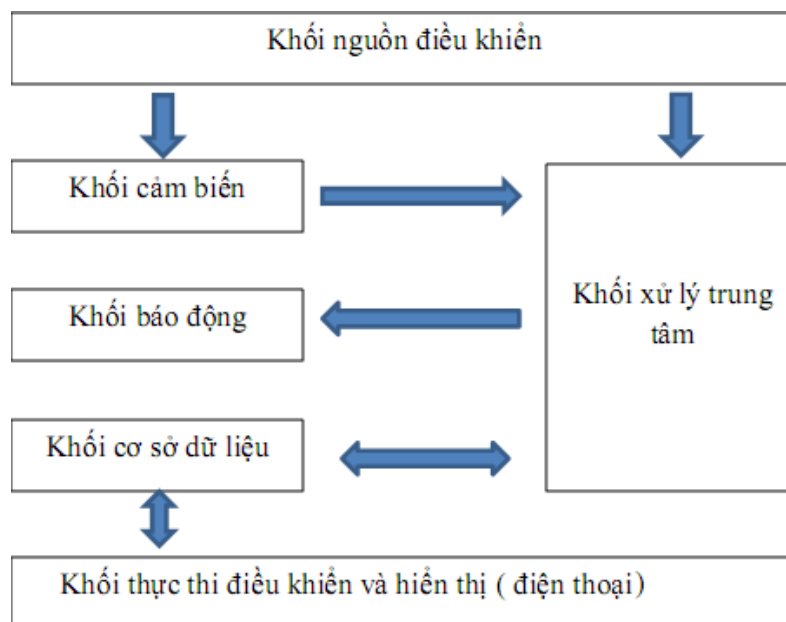 Khối nguồn điều khiển
Khối cảm biến
Khối báo động
Khối xử lý trung
tâm
Khối cơ sở dữ liệu
Khối thực thi điều khiển và hiển thị ( điện thoại)